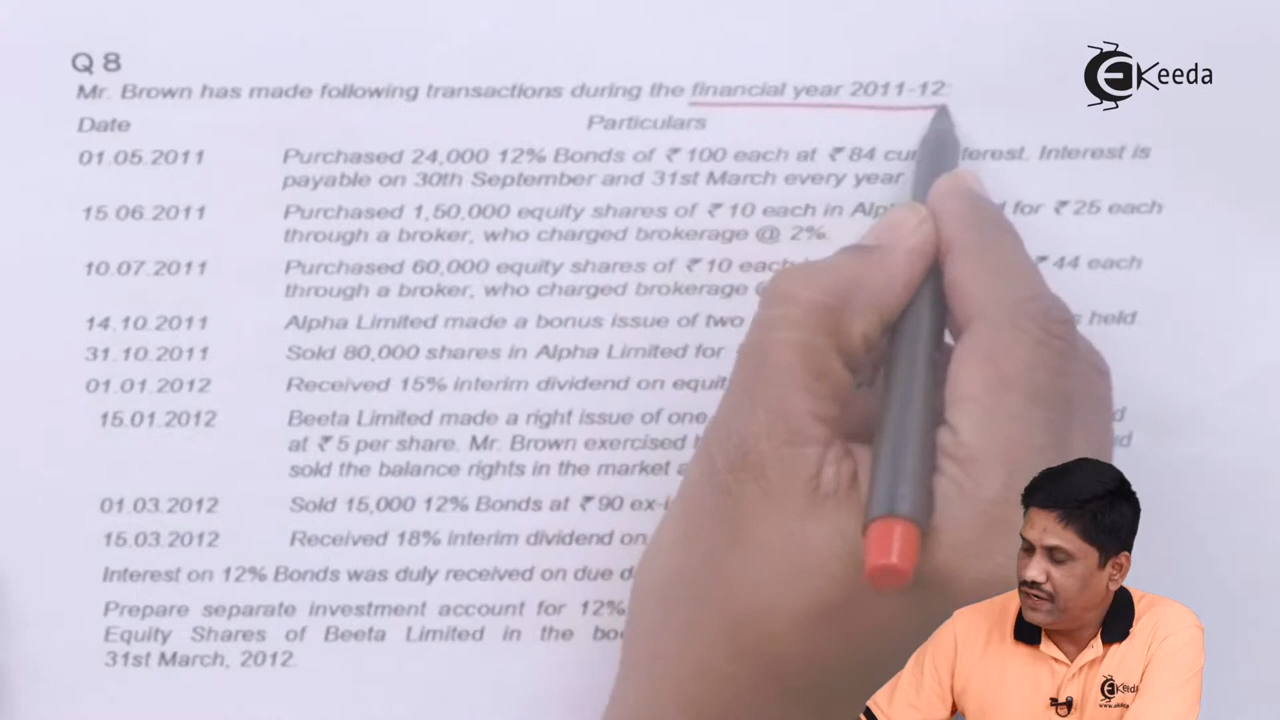 Q 8
Keeda
Mr. Brown has made following transactions during the financial year 2011-12:
Date Particulars
01.05.2011 Purchased 24,000 12% Bonds of ₹ 100 each at ₹ 84 Interest is
payable on 30th September and 31st March every year
15.06.2011 Purchased 1,50,000 equity shares of ₹ 10 each in for ₹ 25 each
through a broker, who charged brokerage @ 2%.
10.07.2011 Purchased 60,000 equity shares of ₹ 10 each ₹ 44 each
through a broker, who charged brokerage
14.10.2011 Alpha Limited made a bonus issue of two held.
31.10.2011 Sold 80,000 shares in Alpha Limited for
01.01.2012 Received 15% interim dividend on
15.01.2012 Beeta Limited made a right issue of one
at ₹ 5 per share. Mr. Brown exercised
sold the balance rights in the market
01.03.2012 Sold 15,000 12% Bonds at ₹ 90
15.03.2012 Received 18% interim dividend on
Interest on 12% Bonds was duly received on due
Prepare separate investment account for 12%
Equity Shares of Beeta Limited in the
31st March, 2012.
Keeda